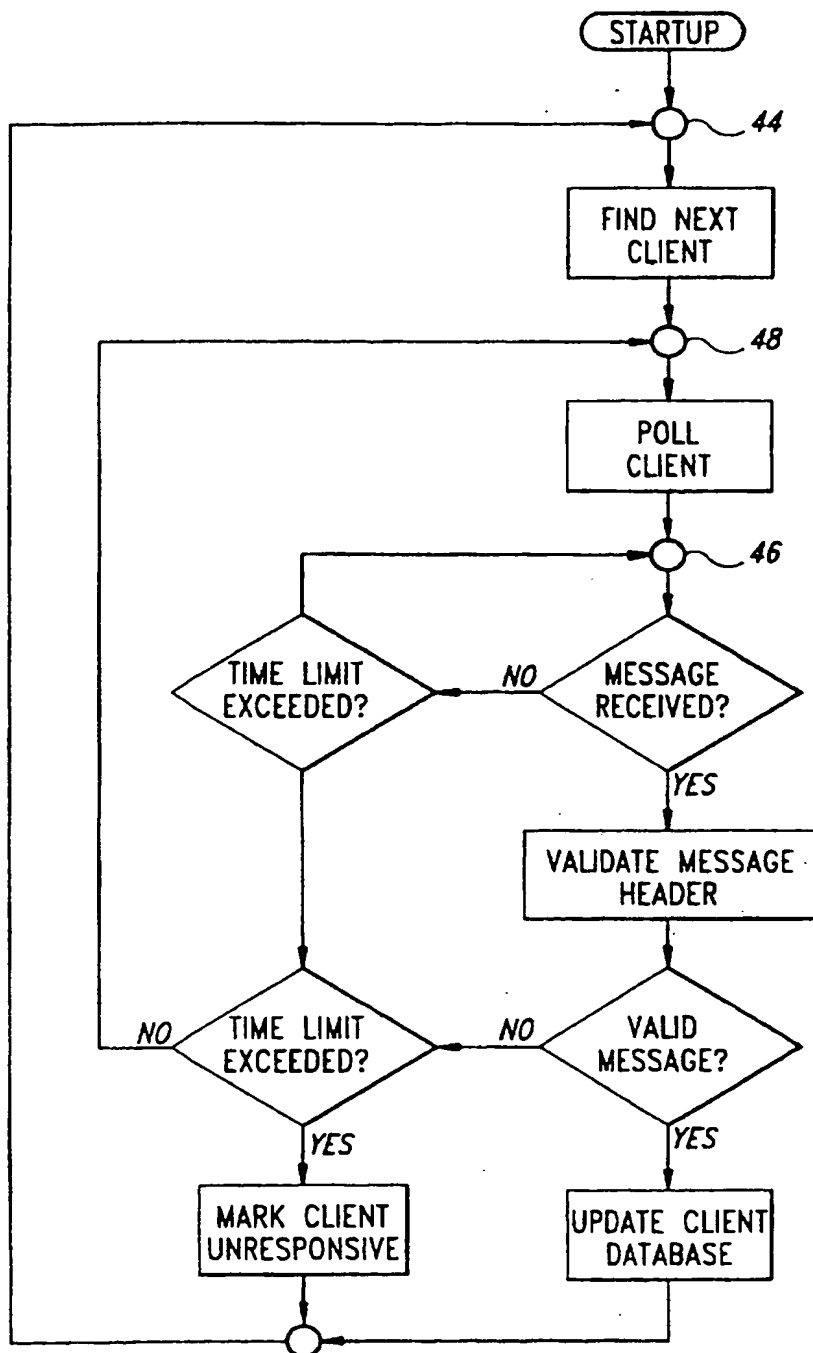 STARTUP
44
FIND NEXT
CLIENT
48
POLL
CLIENT
46
TIME LIMIT
EXCEEDED?
NO
MESSAGE
RECEIVED?
YES
VALIDATE MESSAGE
HEADER
NO
TIME LIMIT
EXCEEDED?
NO
VALID
MESSAGE?
YES
YES
MARK CLIENT
UNRESPONSIVE
UPDATE CLIENT
DATABASE